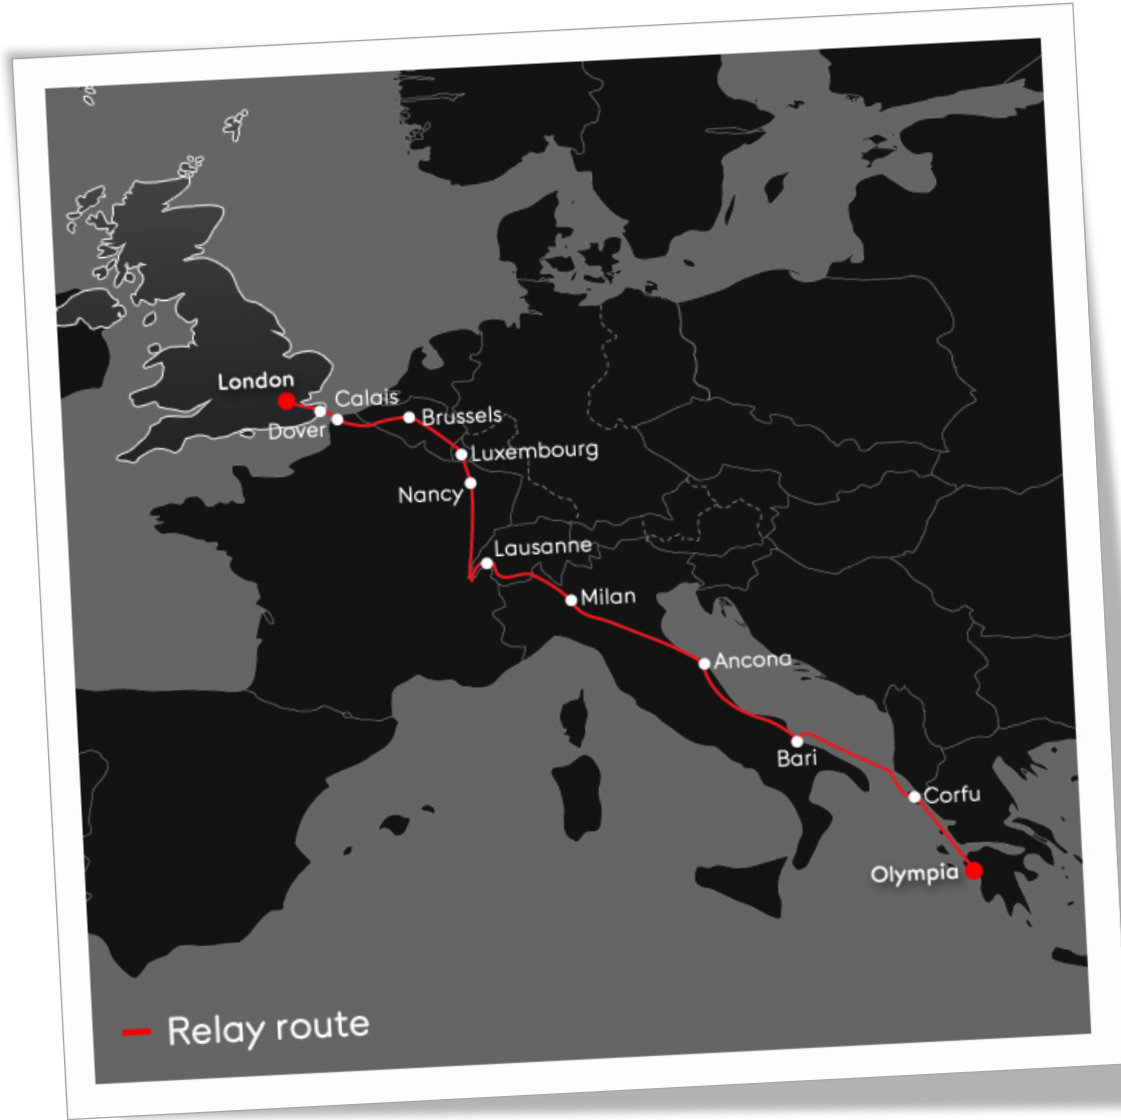 London
Calais
Dover
Brussels
Luxembourg
Nancy
Lausanne
Milan
Ancona
Bari
Corfu
Olympia
Relay route